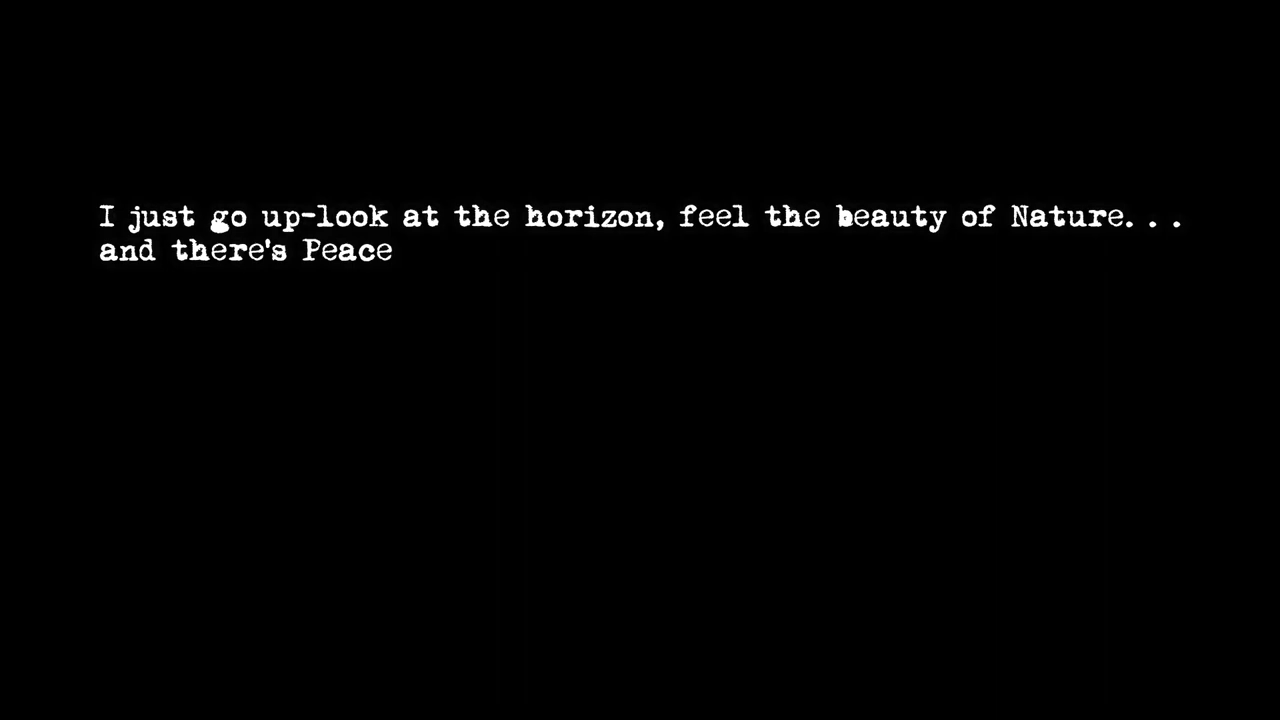 I just go up-look at the horizon, feel the beauty of Nature...
and there's Peace